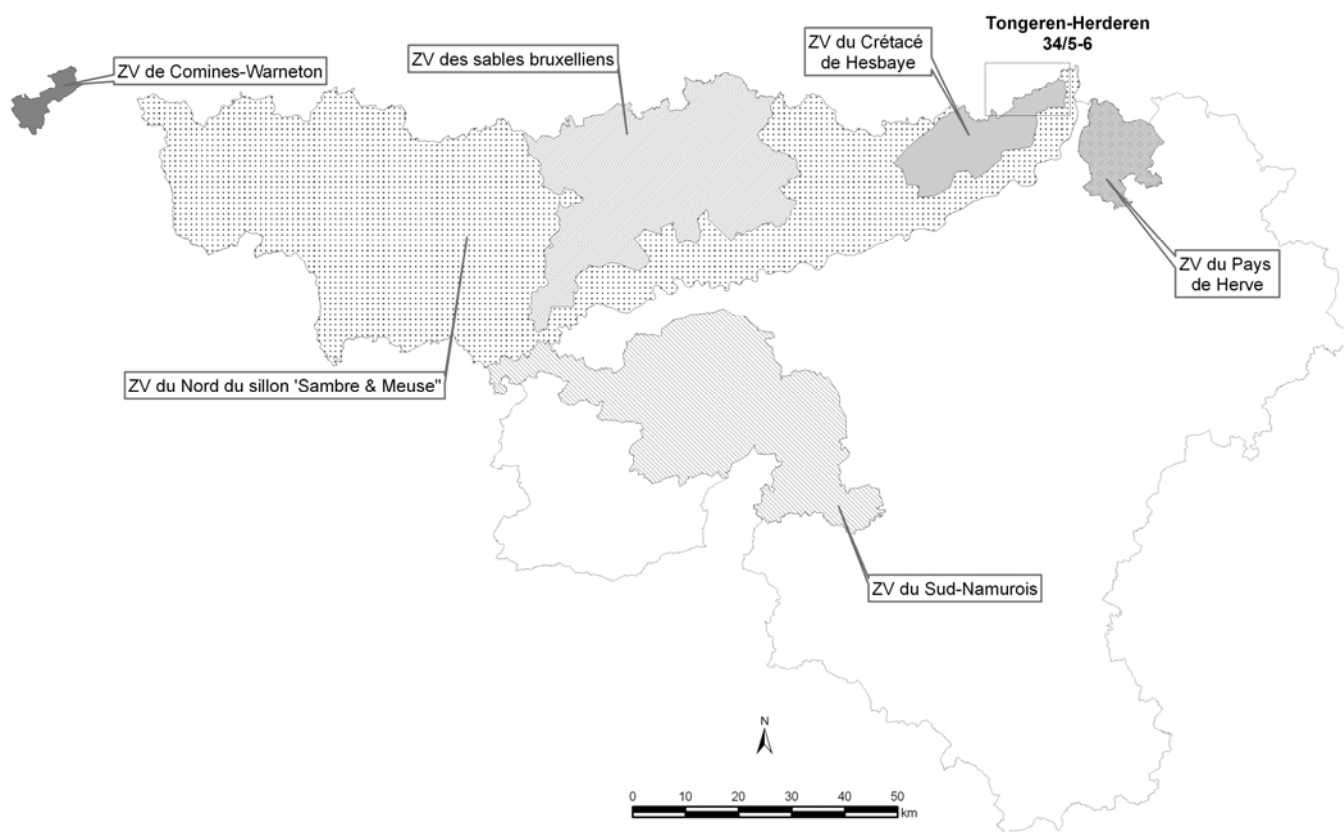 Tongeren-Herderen
34/5-6
ZV du Crétacé
de Hesbaye
ZV des sables bruxelliens
ZV de Comines-Warneton
ZV du Pays
de Herve
ZV du Nord du sillon 'Sambre & Meuse"
ZV du Sud-Namurois
N
0 10 20 30 40 50
km